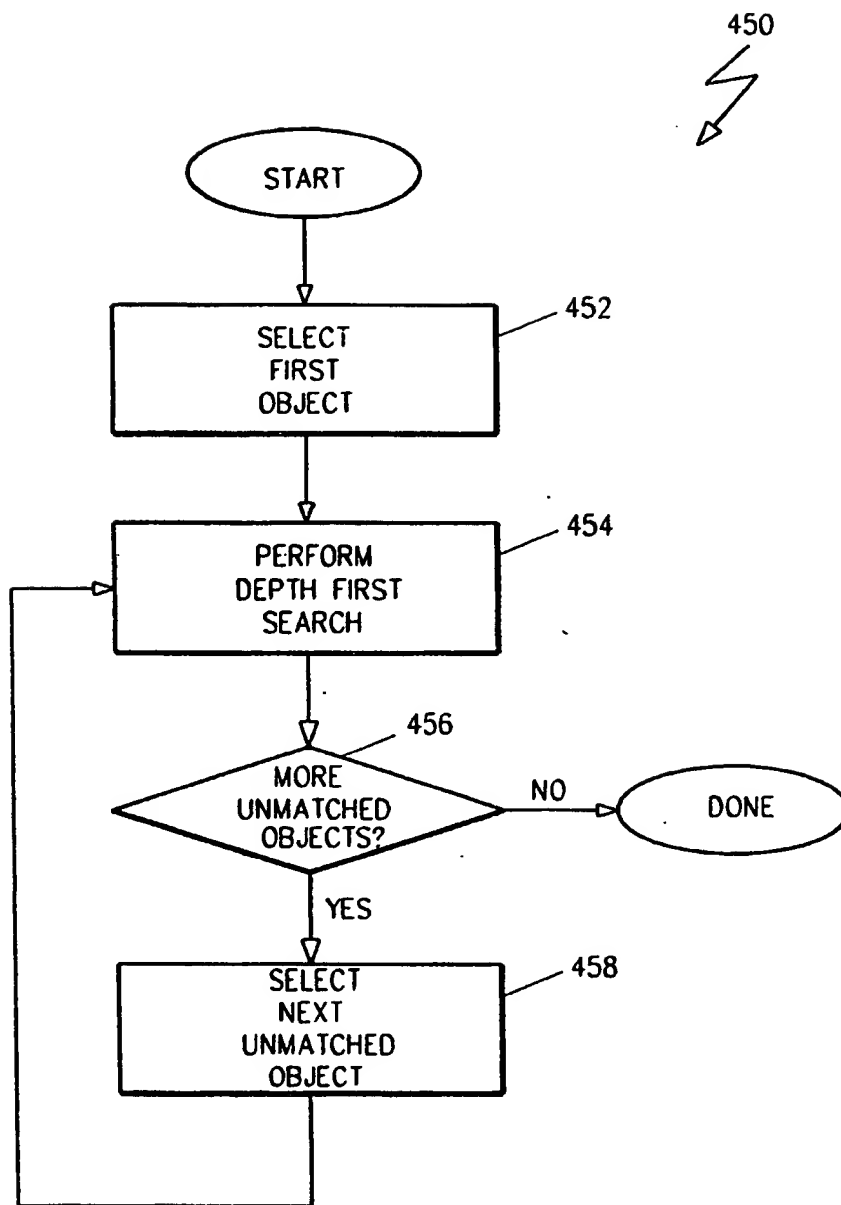 450
START
452
SELECT
FIRST
OBJECT
454
PERFORM
DEPTH FIRST
SEARCH
456
MORE
UNMATCHED
OBJECTS?
NO
DONE
YES
458
SELECT
NEXT
UNMATCHED
OBJECT